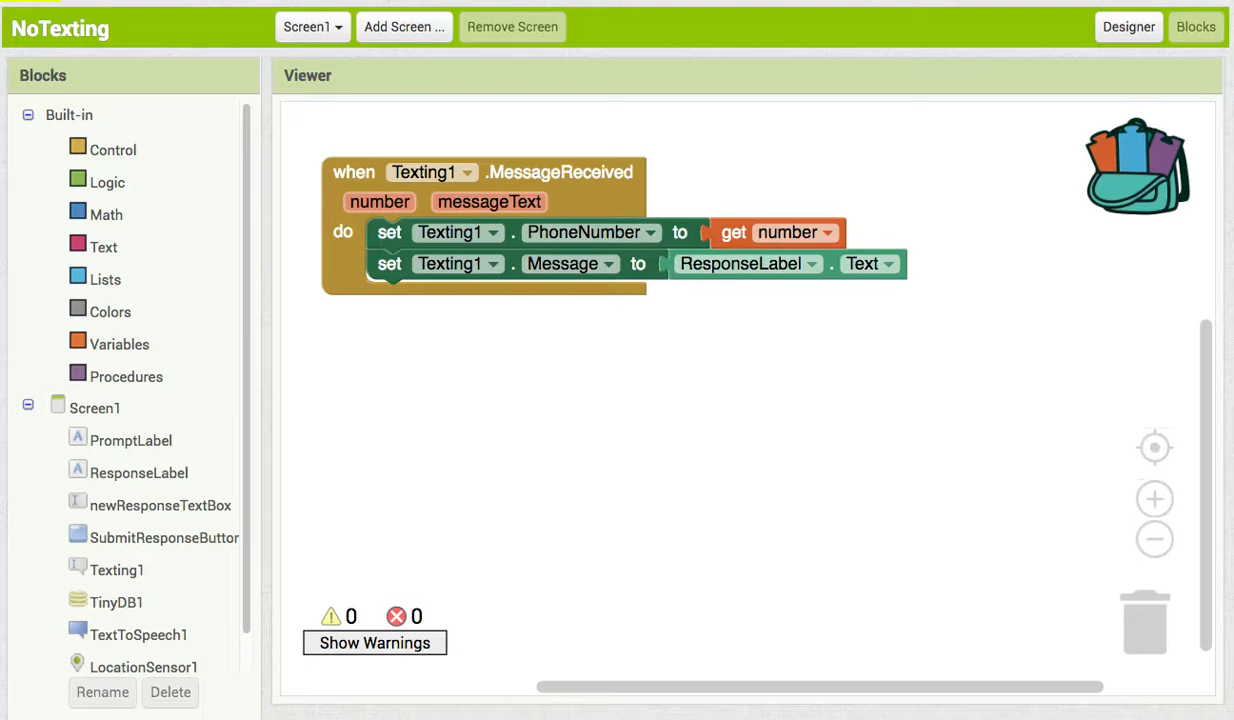 NoTexting
Screen1 Add Screen ... Remove Screen Designer Blocks
Blocks
Viewer
Built-in
Control
Logic
Math
Text
Lists
Colors
Variables
Procedures
Screen1
PromptLabel
ResponseLabel
newResponseTextBox
SubmitResponseButton
Texting1
TinyDB1
TextToSpeech1
LocationSensor1
Rename Delete
when Texting1 .MessageReceived
number messageText
do set Texting1 . PhoneNumber to get number
set Texting1 . Message to ResponseLabel . Text
0 0
Show Warnings